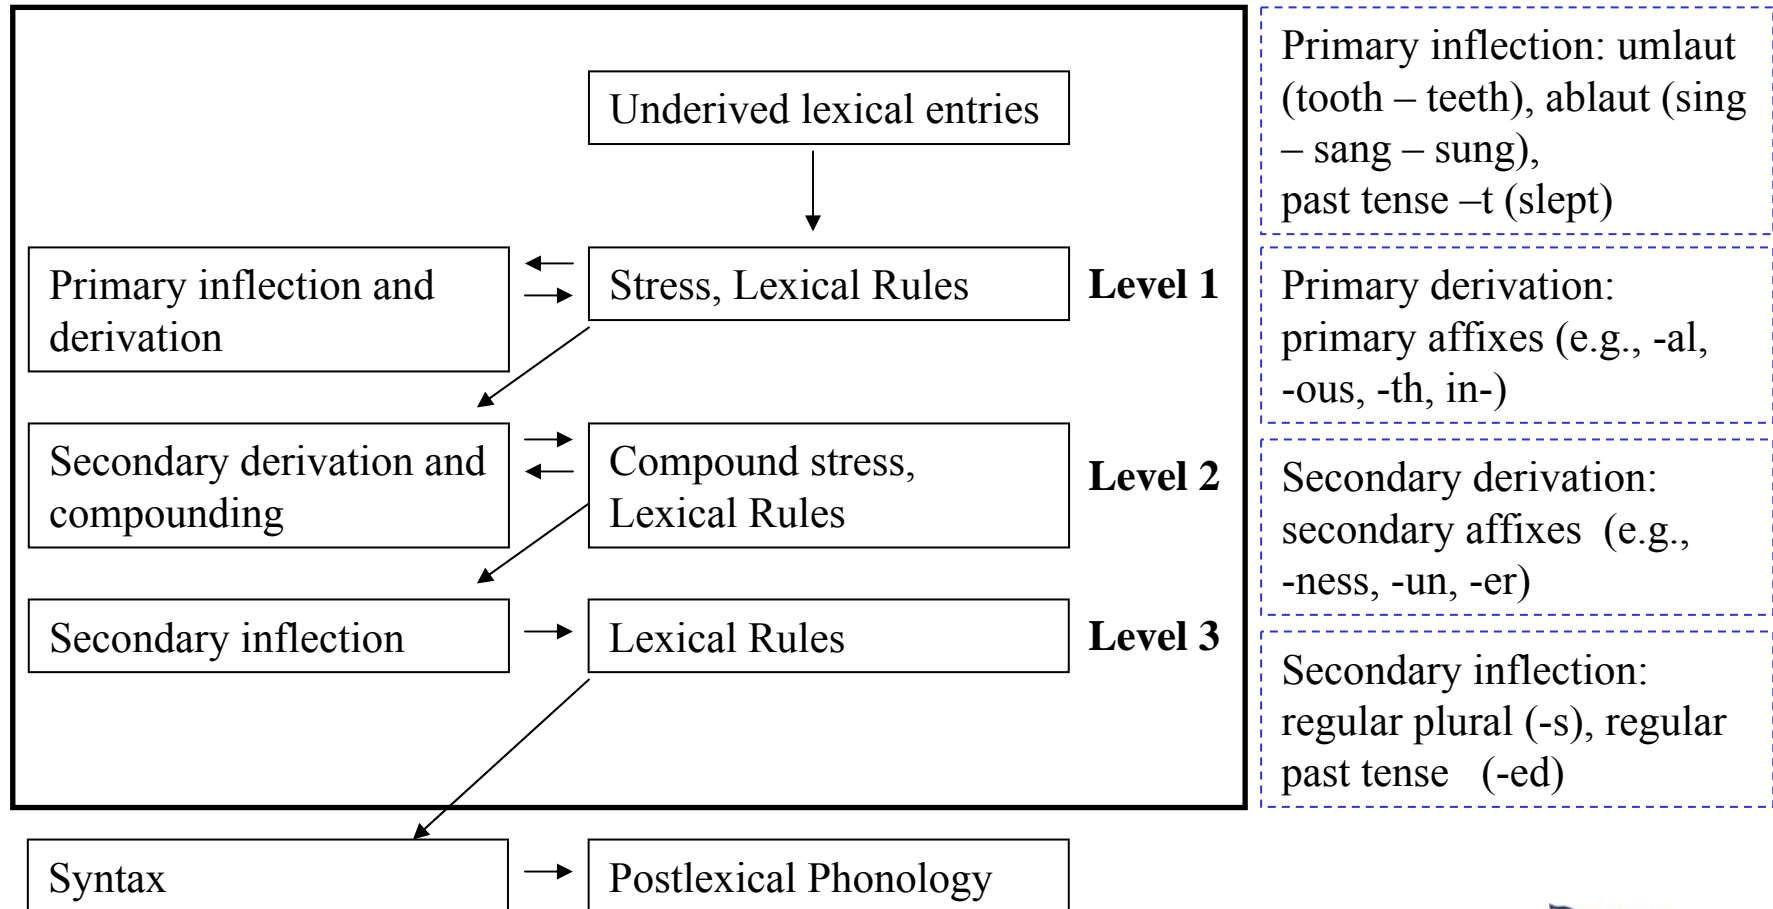 Underived lexical entries
Primary inflection and
derivation
Stress, Lexical Rules
Level 1
Secondary derivation and
compounding
Compound stress,
Lexical Rules
Level 2
Secondary inflection
Lexical Rules
Level 3
Syntax
Postlexical Phonology
Primary inflection: umlaut
(tooth – teeth), ablaut (sing
– sang – sung),
past tense –t (slept)
Primary derivation:
primary affixes (e.g., -al,
-ous, -th, in-)
Secondary derivation:
secondary affixes (e.g.,
-ness, -un, -er)
Secondary inflection:
regular plural (-s), regular
past tense (-ed)